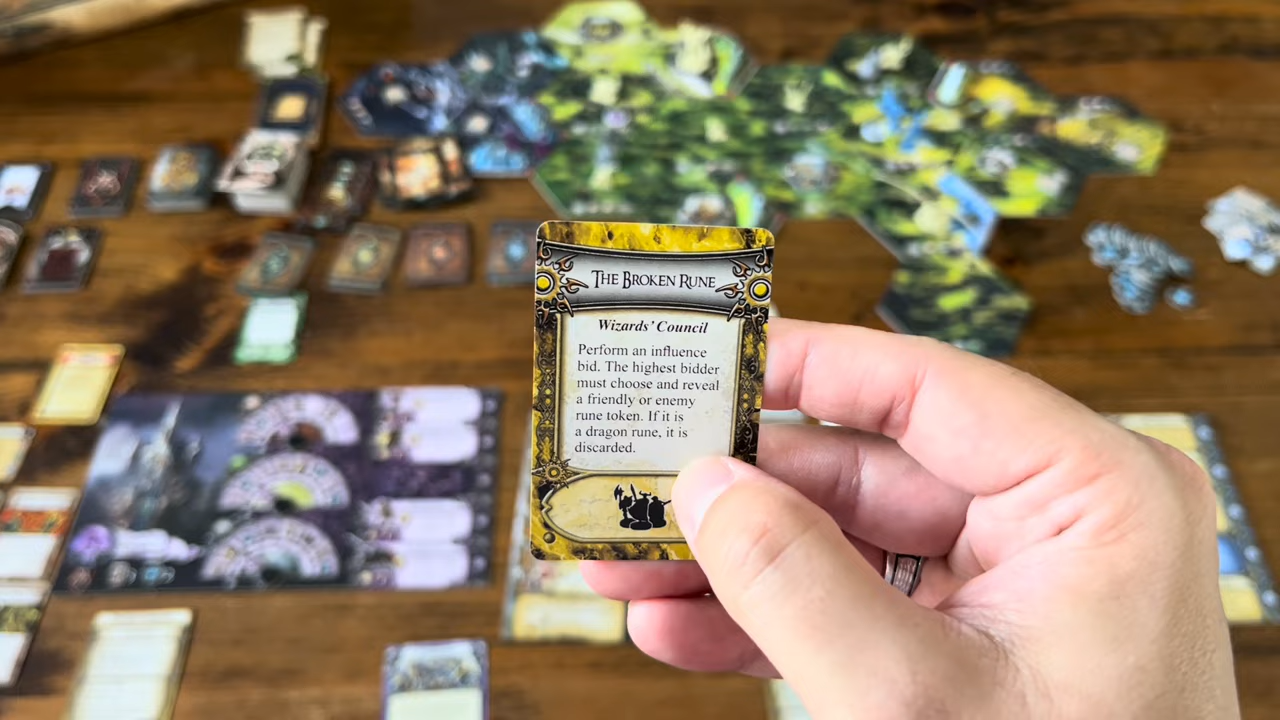 THE BROKEN RUNE
Wizards' Council
Perform an influence
bid. The highest bidder
must choose and reveal
a friendly or enemy
rune token. If it is
a dragon rune, it is
discarded.